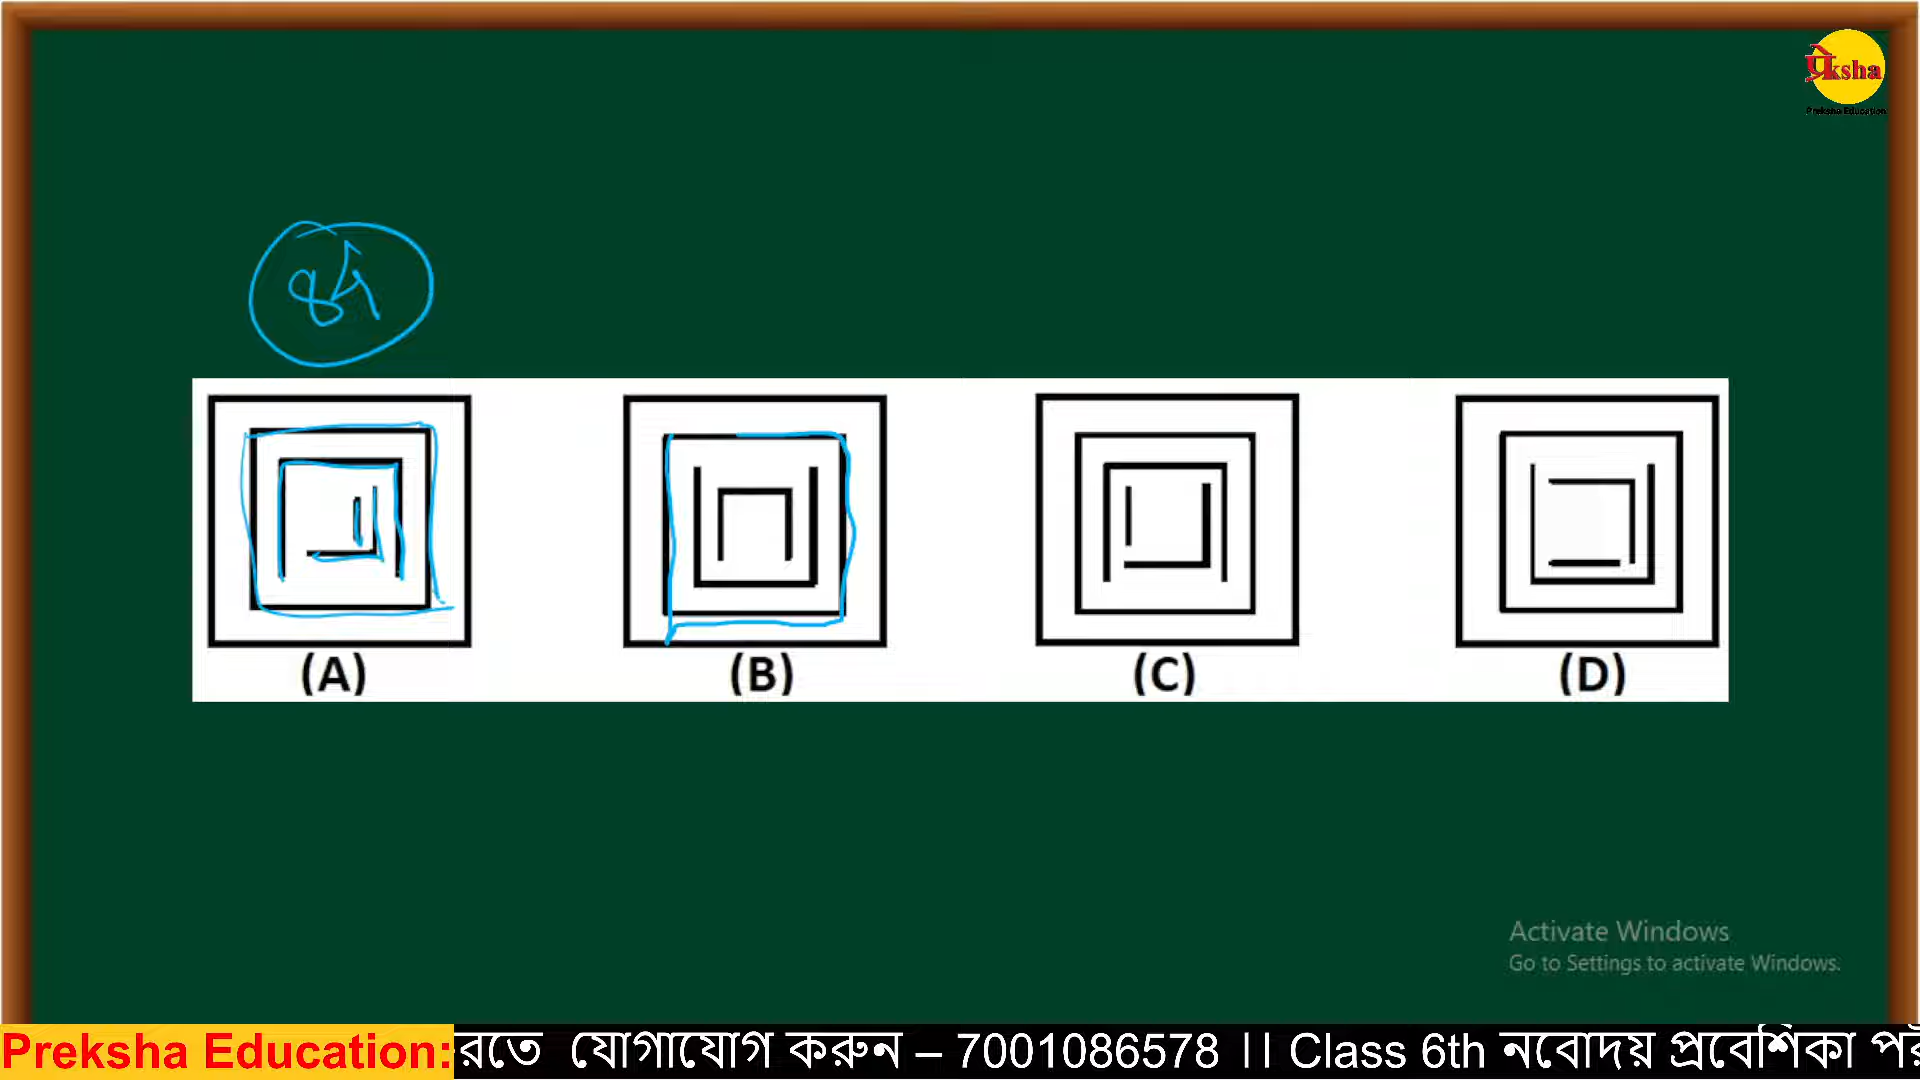 प्रेksha
Preksha Education
(A) (B) (C) (D)
Activate Windows
Go to Settings to activate Windows.
Preksha Education: রতে যোগাযোগ করুন – 7001086578 ।। Class 6th নবোদয় প্রবেশিকা